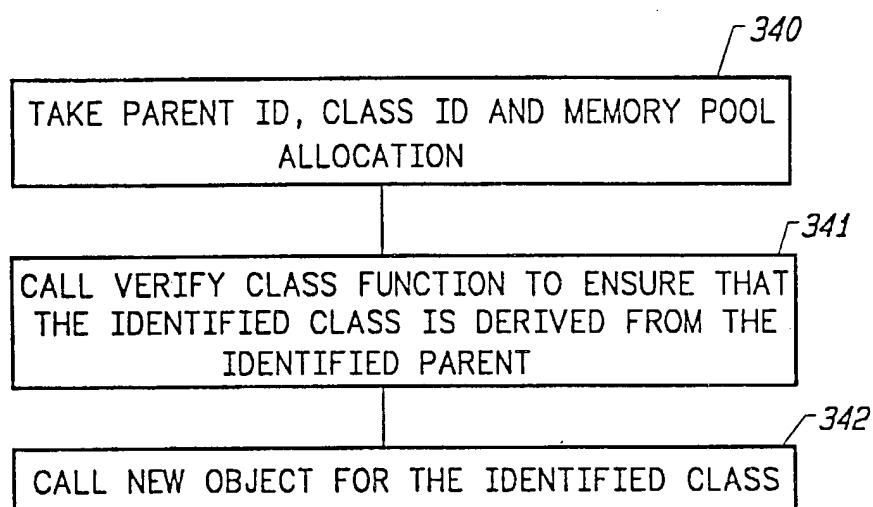 340
TAKE PARENT ID, CLASS ID AND MEMORY POOL
ALLOCATION
341
CALL VERIFY CLASS FUNCTION TO ENSURE THAT
THE IDENTIFIED CLASS IS DERIVED FROM THE
IDENTIFIED PARENT
342
CALL NEW OBJECT FOR THE IDENTIFIED CLASS